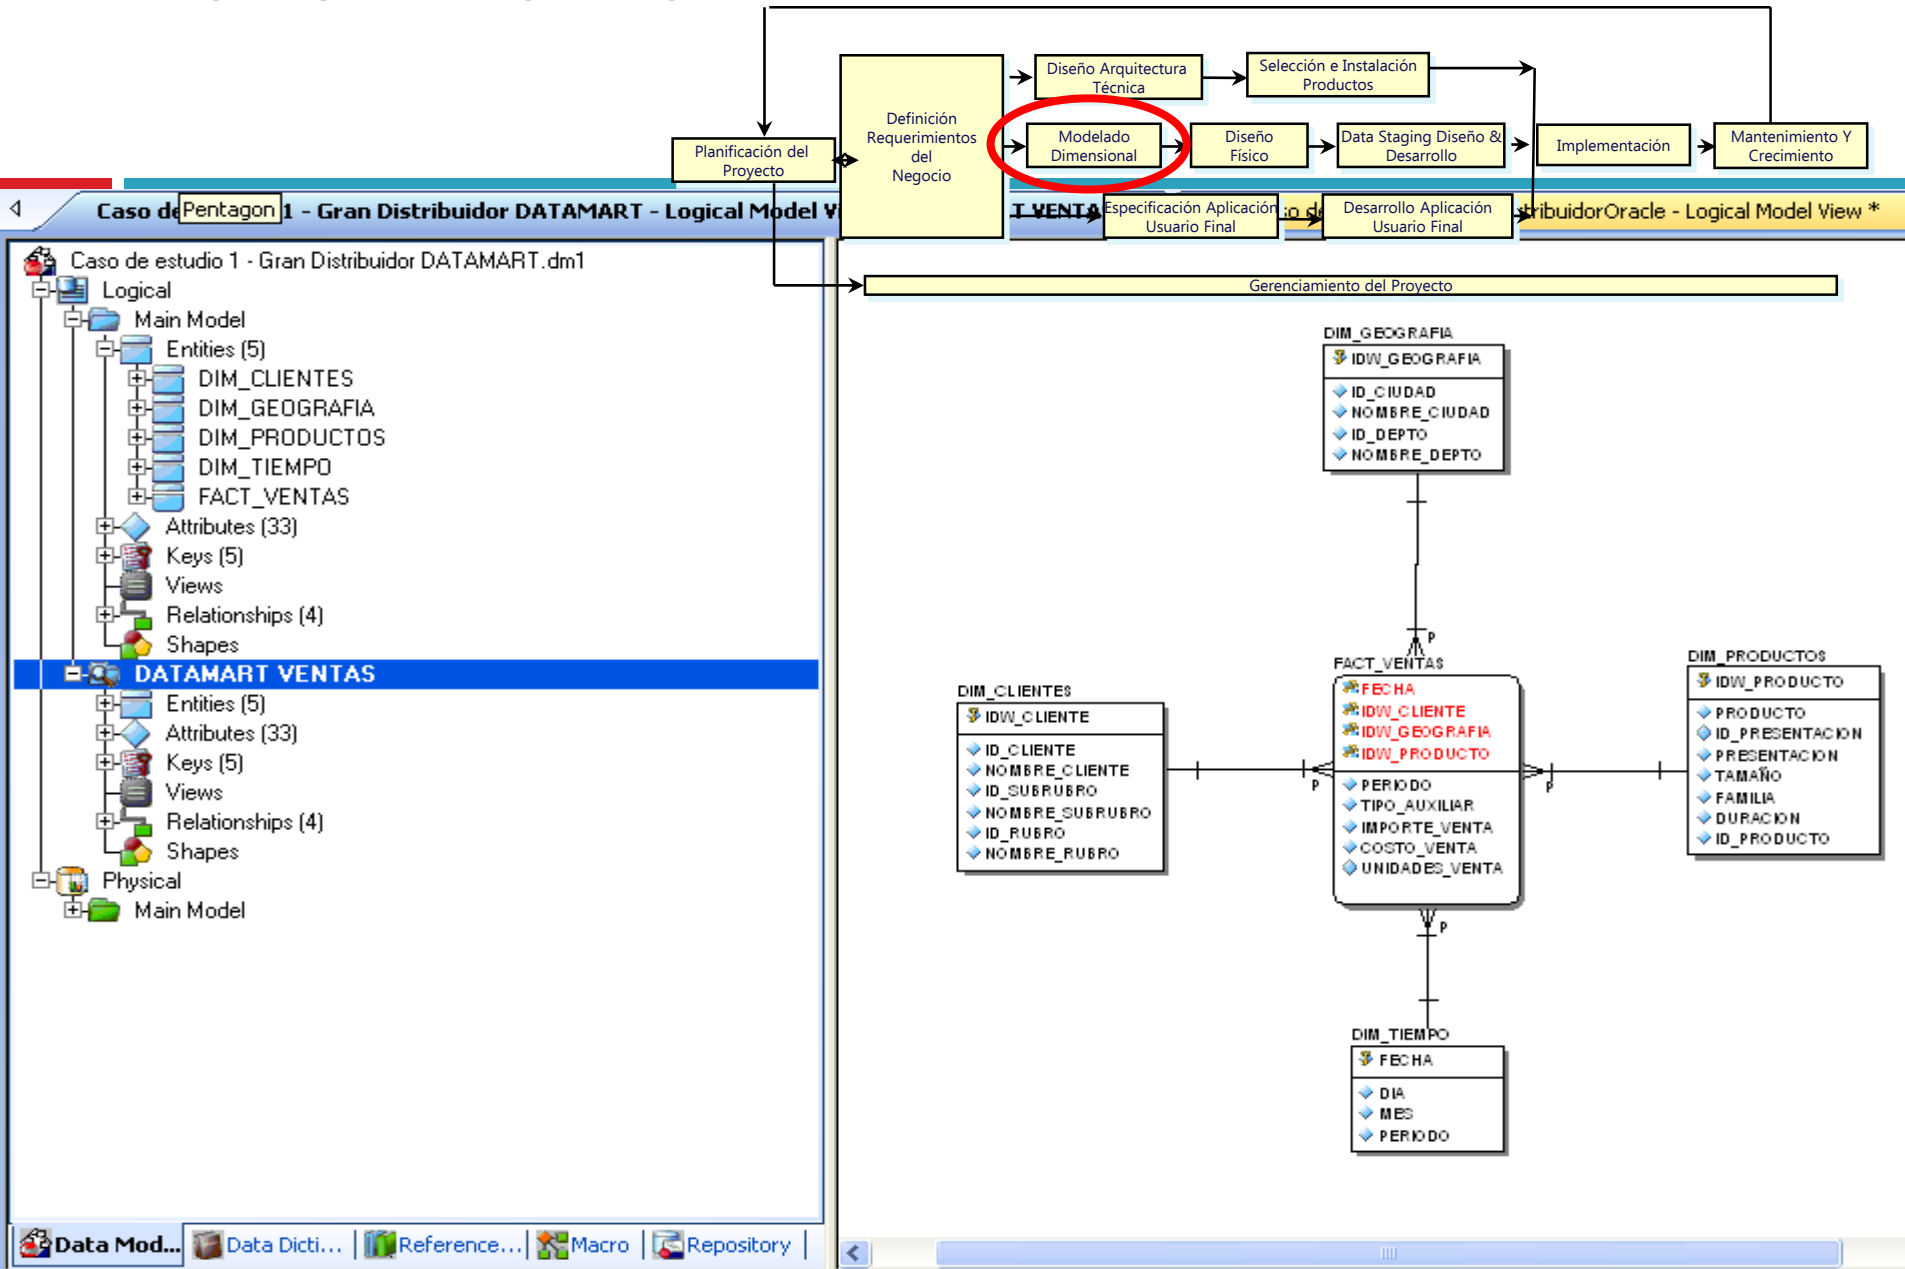 Diseño Arquitectura
Técnica
Selección e Instalación
Productos
Definición
Requerimientos
del
Negocio
Planificación del
Proyecto
Modelado
Dimensional
Diseño
Físico
Data Staging Diseño &
Desarrollo
Implementación
Mantenimiento Y
Crecimiento
Especificación Aplicación
Usuario Final
Desarrollo Aplicación
Usuario Final
Gerenciamiento del Proyecto
Caso de
Pentagon
1 - Gran Distribuidor DATAMART - Logical Model
T VENTA
tribuidorOracle - Logical Model View *
Caso de estudio 1 - Gran Distribuidor DATAMART.dm1
Logical
Main Model
Entities (5)
DIM_CLIENTES
DIM_GEOGRAFIA
DIM_PRODUCTOS
DIM_TIEMPO
FACT_VENTAS
Attributes (33)
Keys (5)
Views
Relationships (4)
Shapes
DATAMART VENTAS
Entities (5)
Attributes (33)
Keys (5)
Views
Relationships (4)
Shapes
Physical
Main Model
Data Mod...
Data Dicti...
Reference...
Macro
Repository
DIM_GEOGRAFIA
IDW_GEOGRAFIA
ID_CIUDAD
NOMBRE_CIUDAD
ID_DEPTO
NOMBRE_DEPTO
P
DIM_CLIENTES
IDW_CLIENTE
ID_CLIENTE
NOMBRE_CLIENTE
ID_SUBRUBRO
NOMBRE_SUBRUBRO
ID_RUBRO
NOMBRE_RUBRO
P
FACT_VENTAS
FECHA
IDW_CLIENTE
IDW_GEOGRAFIA
IDW_PRODUCTO
PERIODO
TIPO_AUXILIAR
IMPORTE_VENTA
COSTO_VENTA
UNIDADES_VENTA
P
DIM_PRODUCTOS
IDW_PRODUCTO
PRODUCTO
ID_PRESENTACION
PRESENTACION
TAMAÑO
FAMILIA
DURACION
ID_PRODUCTO
P
DIM_TIEMPO
FECHA
DIA
MES
PERIODO